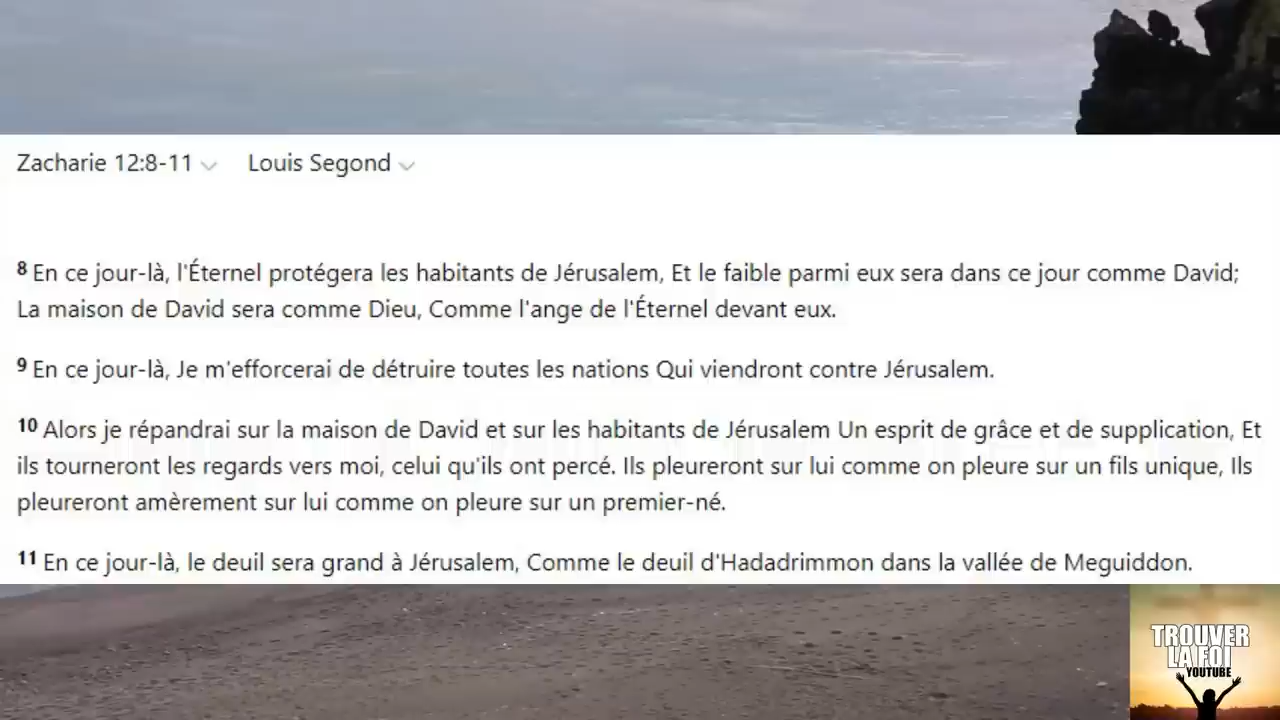 Zacharie 12:8-11 Louis Segond
8 En ce jour-là, l'Éternel protégera les habitants de Jérusalem, Et le faible parmi eux sera dans ce jour comme David;
La maison de David sera comme Dieu, Comme l'ange de l'Éternel devant eux.
9 En ce jour-là, Je m'efforcerai de détruire toutes les nations Qui viendront contre Jérusalem.
10 Alors je répandrai sur la maison de David et sur les habitants de Jérusalem Un esprit de grâce et de supplication, Et
ils tourneront les regards vers moi, celui qu'ils ont percé. Ils pleureront sur lui comme on pleure sur un fils unique, Ils
pleureront amèrement sur lui comme on pleure sur un premier-né.
11 En ce jour-là, le deuil sera grand à Jérusalem, Comme le deuil d'Hadadrimmon dans la vallée de Meguiddon.
TROUVER
LA FOI
YOUTUBE